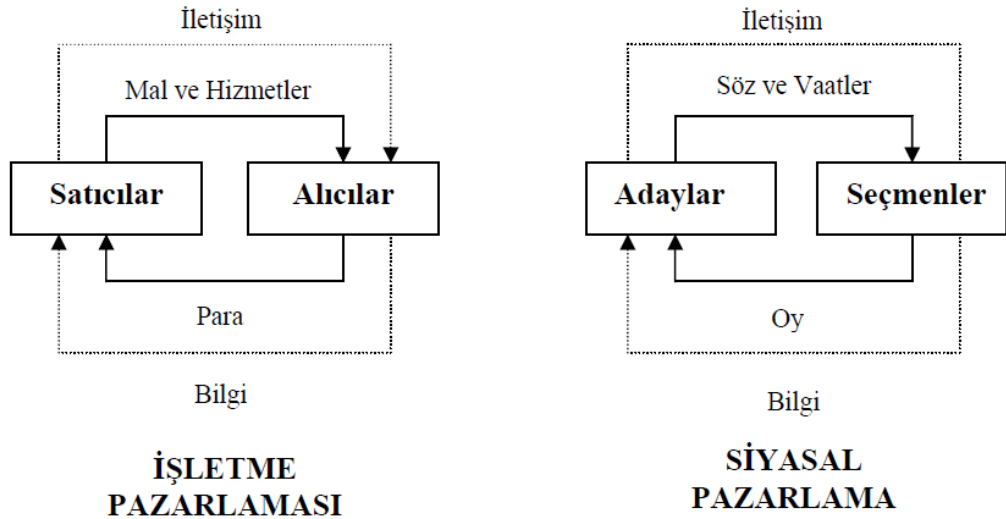 İletişim
Mal ve Hizmetler
Satıcılar
Alıcılar
Para
Bilgi
İŞLETME
PAZARLAMASI
İletişim
Söz ve Vaatler
Adaylar
Seçmenler
Oy
Bilgi
SİYASAL
PAZARLAMA